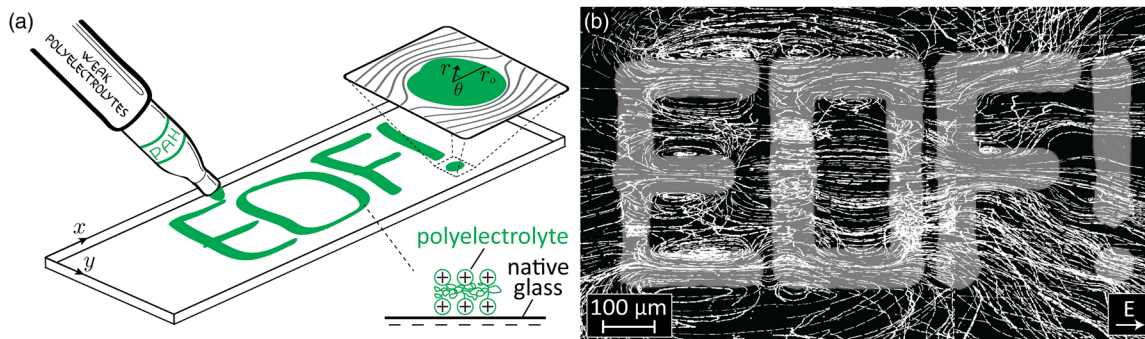 (a)
WEAK
POLYELECTROLYTES
PAH
r
r₀
θ
EOF!
x
y
polyelectrolyte
native
glass
(b)
EOF!
100 μm
E